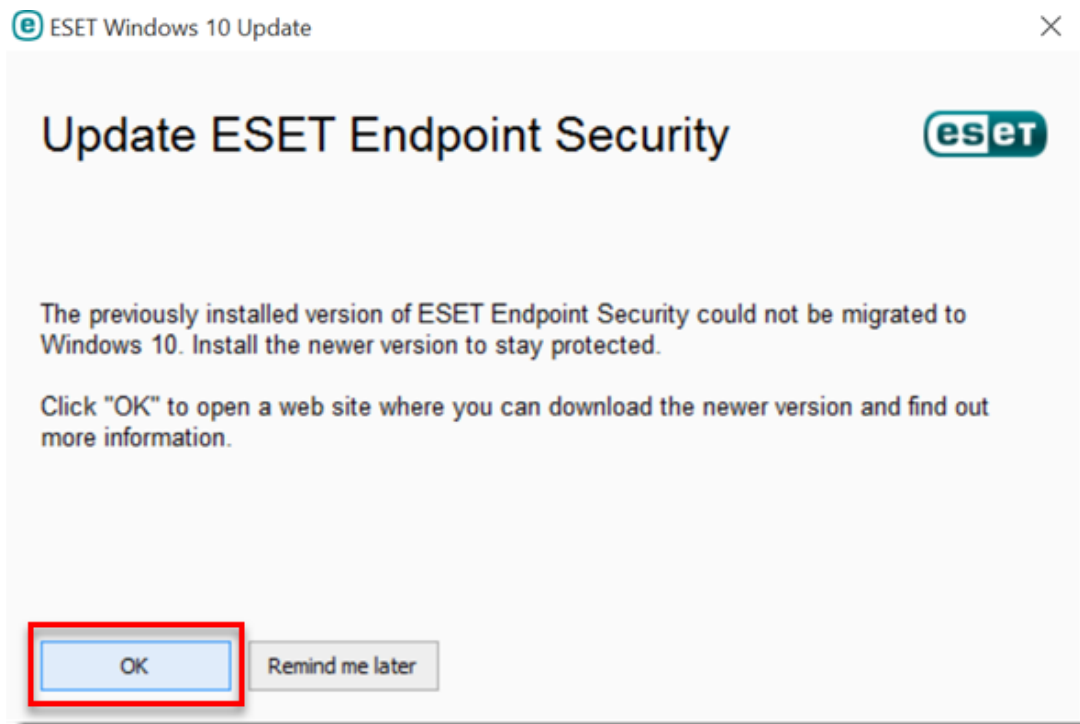 ESET Windows 10 Update
Update ESET Endpoint Security
eset
The previously installed version of ESET Endpoint Security could not be migrated to
Windows 10. Install the newer version to stay protected.
Click "OK" to open a web site where you can download the newer version and find out
more information.
OK
Remind me later